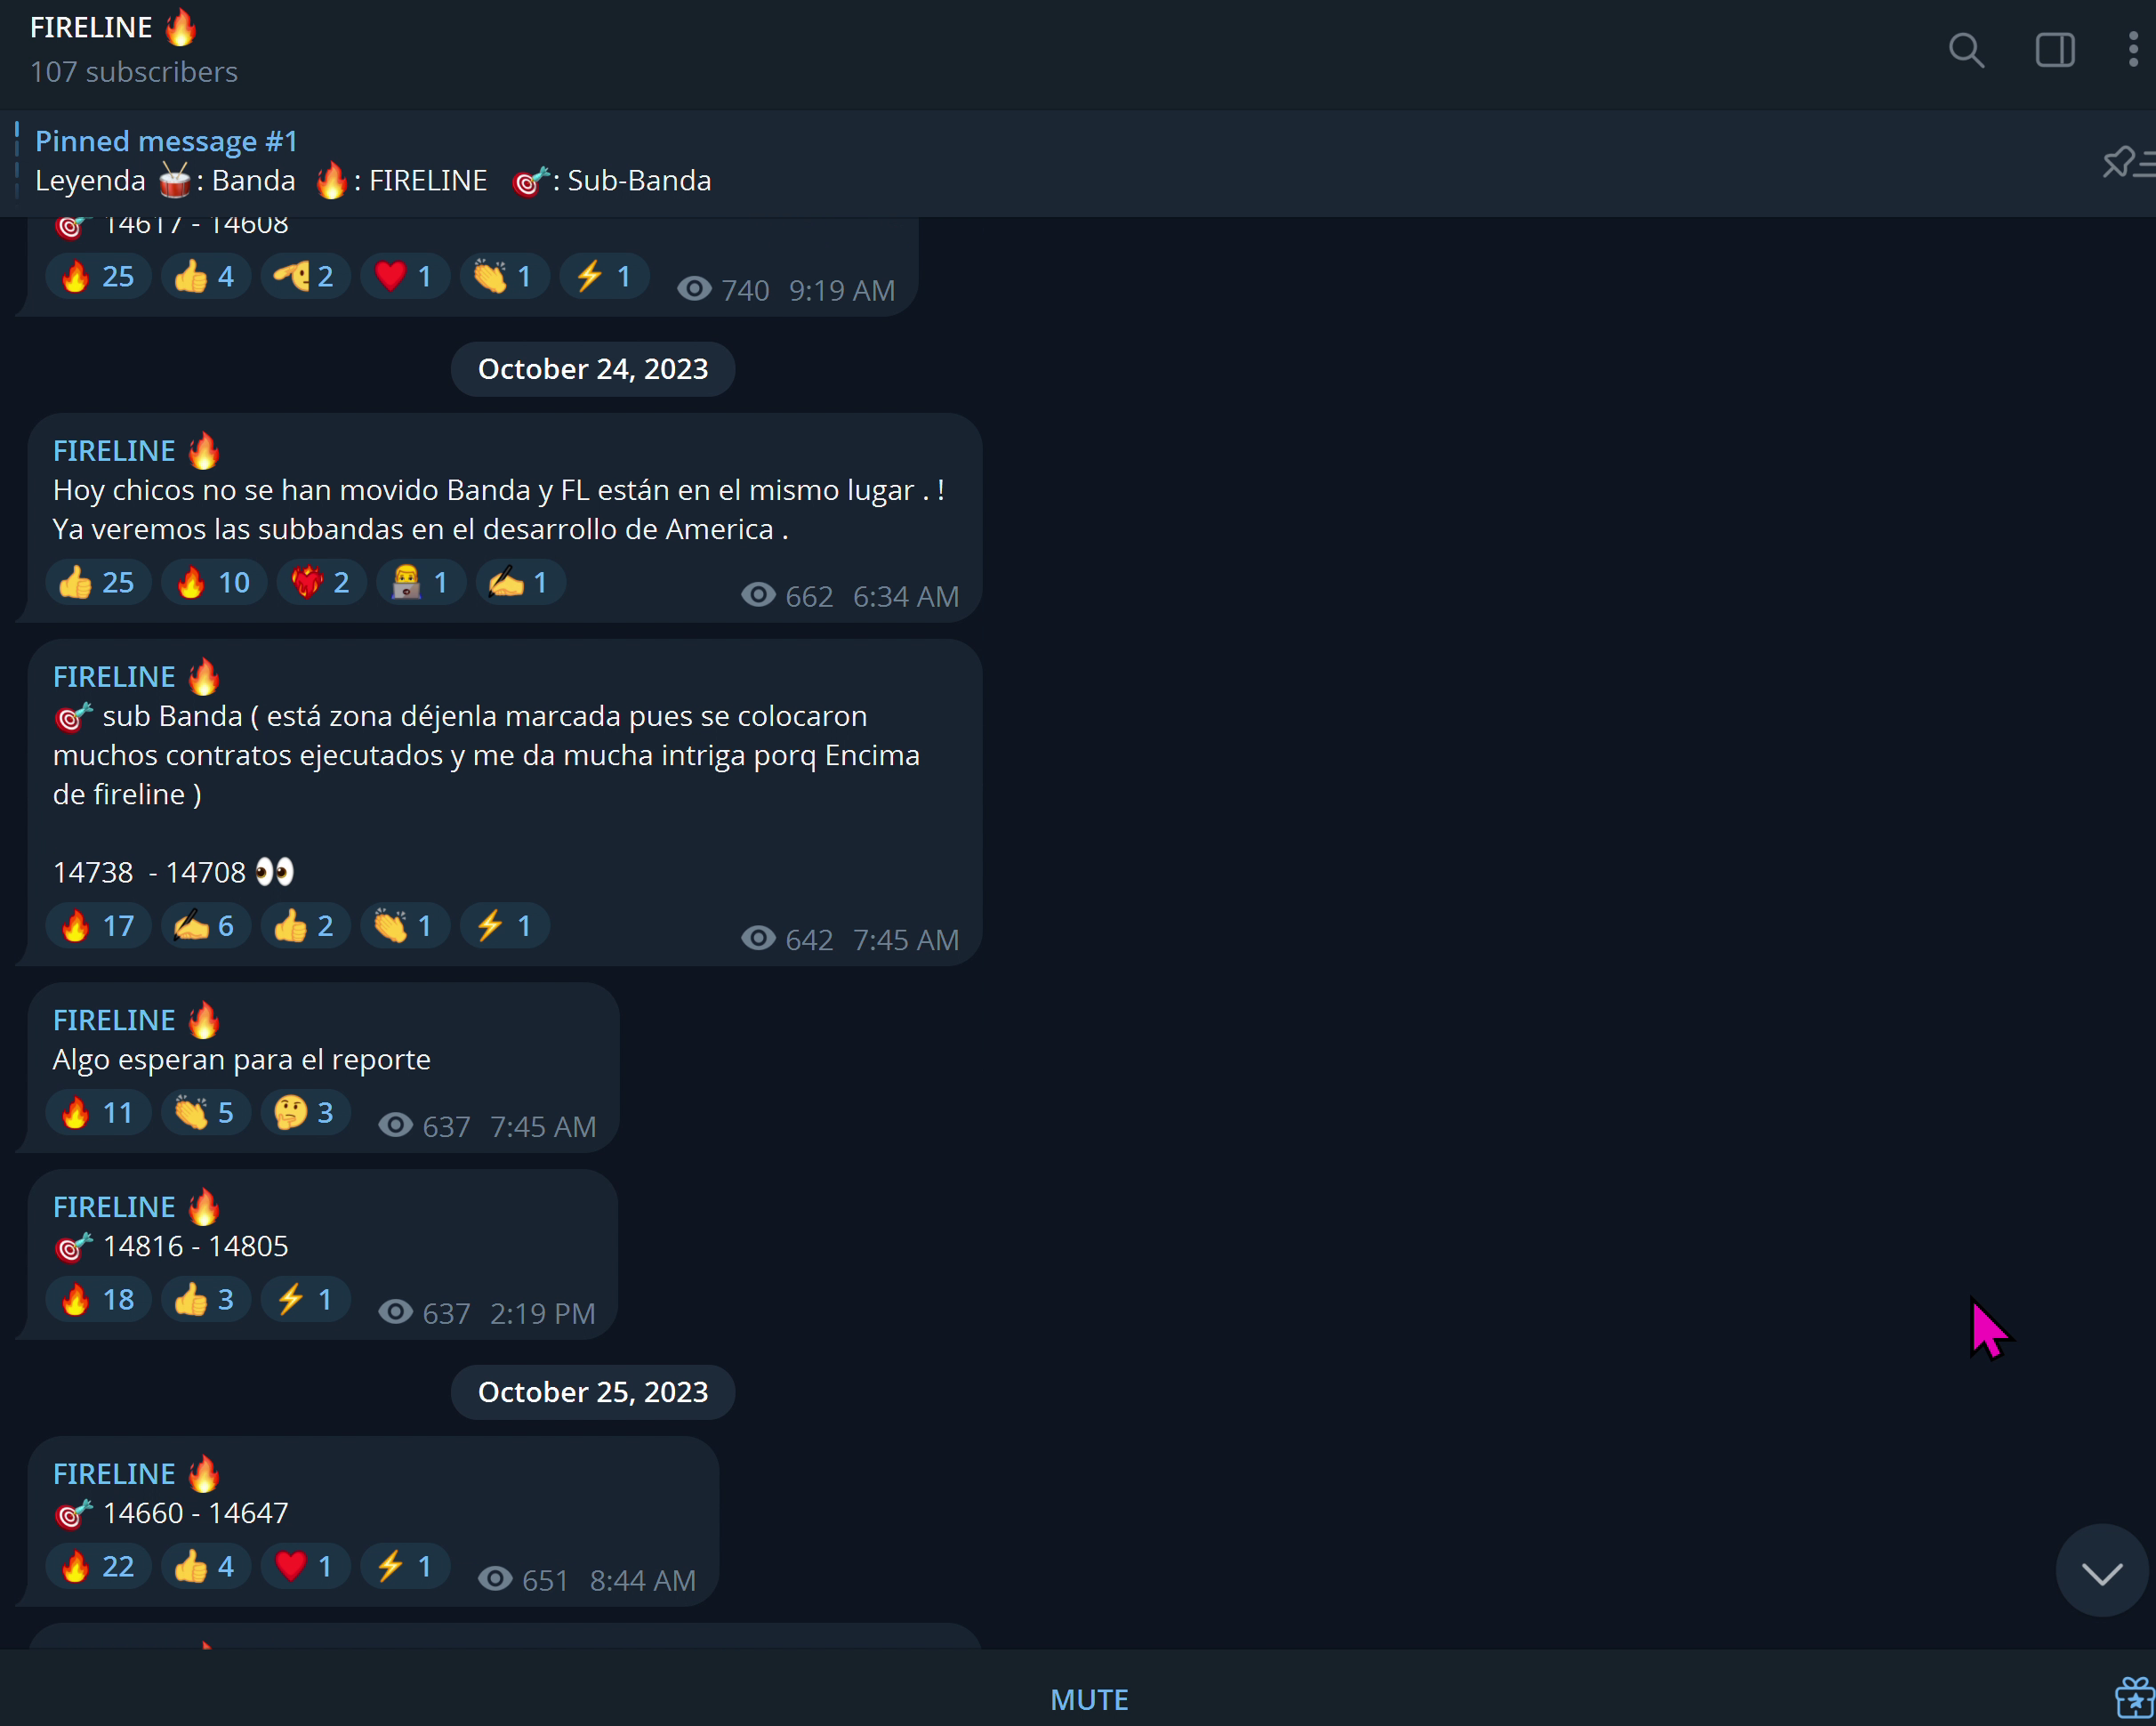 FIRELINE 🔥
107 subscribers
Pinned message #1
Leyenda 🥁: Banda 🔥: FIRELINE 🎯: Sub-Banda
🎯 14617 - 14608
🔥 25 👍 4 🫳 2 ❤️ 1 👏 1 ⚡ 1 740 9:19 AM
October 24, 2023
FIRELINE 🔥
Hoy chicos no se han movido Banda y FL están en el mismo lugar . !
Ya veremos las subbandas en el desarrollo de America .
👍 25 🔥 10 ❤️‍🔥 2 👨‍💻 1 ✍️ 1 662 6:34 AM
FIRELINE 🔥
🎯 sub Banda ( está zona déjenla marcada pues se colocaron
muchos contratos ejecutados y me da mucha intriga porq Encima
de fireline )
14738 - 14708 👀
🔥 17 ✍️ 6 👍 2 👏 1 ⚡ 1 642 7:45 AM
FIRELINE 🔥
Algo esperan para el reporte
🔥 11 👏 5 🤔 3 637 7:45 AM
FIRELINE 🔥
🎯 14816 - 14805
🔥 18 👍 3 ⚡ 1 637 2:19 PM
October 25, 2023
FIRELINE 🔥
🎯 14660 - 14647
🔥 22 👍 4 ❤️ 1 ⚡ 1 651 8:44 AM
MUTE